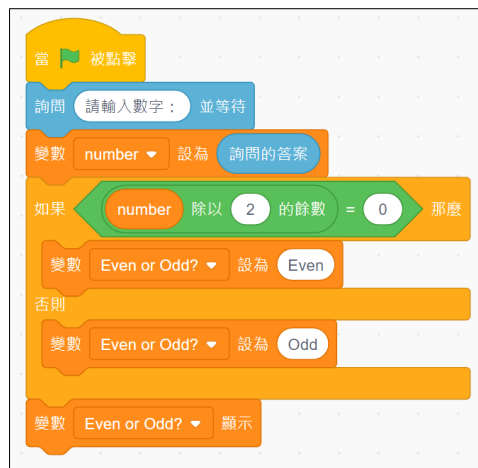 當 被點擊
詢問 請輸入數字： 並等待
變數 number 設為 詢問的答案
如果 number 除以 2 的餘數 = 0 那麼
變數 Even or Odd? 設為 Even
否則
變數 Even or Odd? 設為 Odd
變數 Even or Odd? 顯示